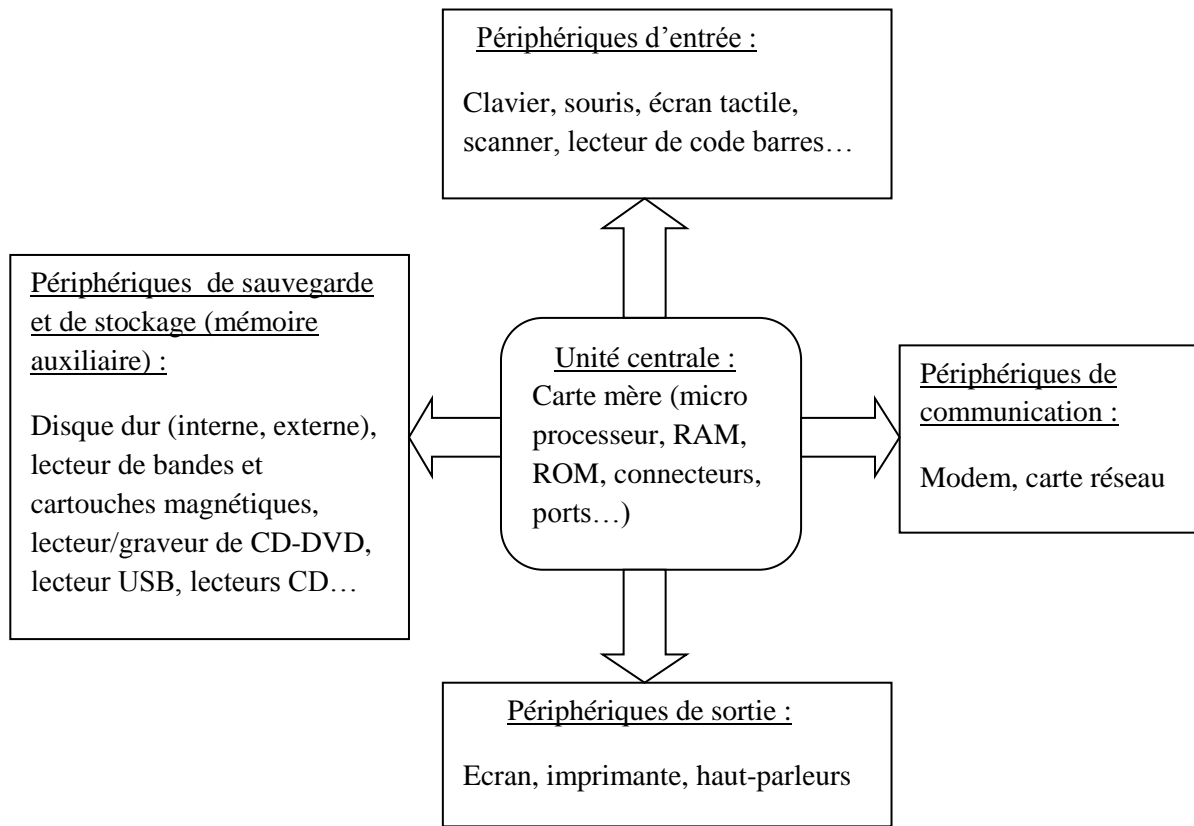 Périphériques d’entrée :
Clavier, souris, écran tactile,
scanner, lecteur de code barres…
Périphériques de sauvegarde
et de stockage (mémoire
auxiliaire) :
Disque dur (interne, externe),
lecteur de bandes et
cartouches magnétiques,
lecteur/graveur de CD-DVD,
lecteur USB, lecteurs CD…
Unité centrale :
Carte mère (micro
processeur, RAM,
ROM, connecteurs,
ports…)
Périphériques de
communication :
Modem, carte réseau
Périphériques de sortie :
Ecran, imprimante, haut-parleurs